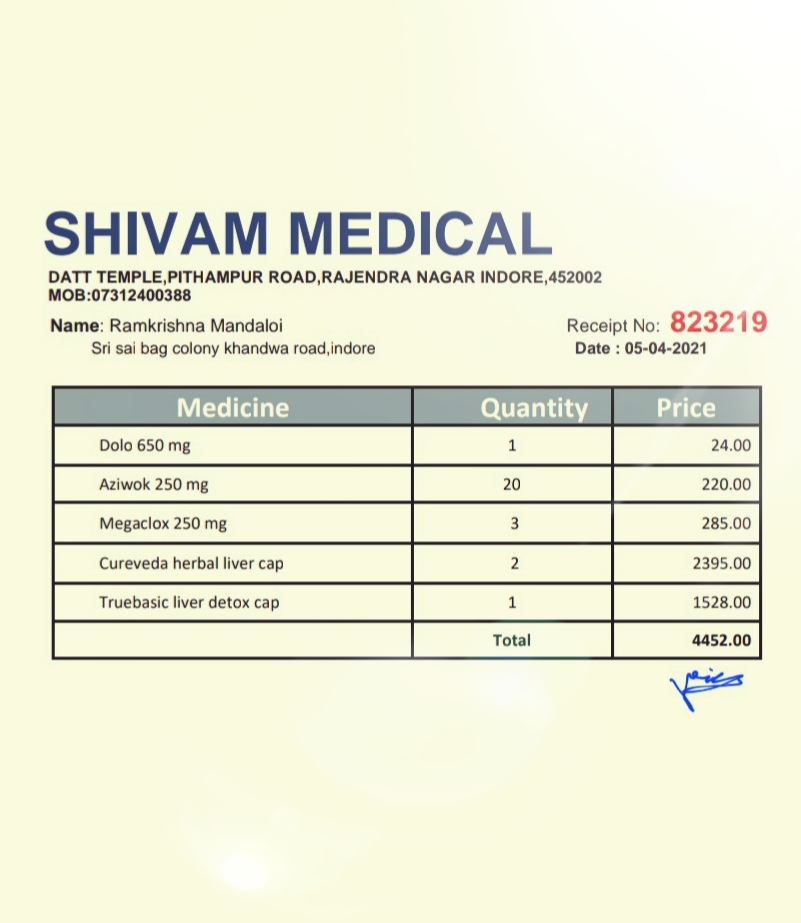 SHIVAM MEDICAL
DATT TEMPLE,PITHAMPUR ROAD,RAJENDRA NAGAR INDORE,452002
MOB:07312400388
Name: Ramkrishna Mandaloi Receipt No: 823219
Sri sai bag colony khandwa road,indore Date : 05-04-2021
Medicine Quantity Price
Dolo 650 mg 1 24.00
Aziwok 250 mg 20 220.00
Megaclox 250 mg 3 285.00
Cureveda herbal liver cap 2 2395.00
Truebasic liver detox cap 1 1528.00
Total 4452.00